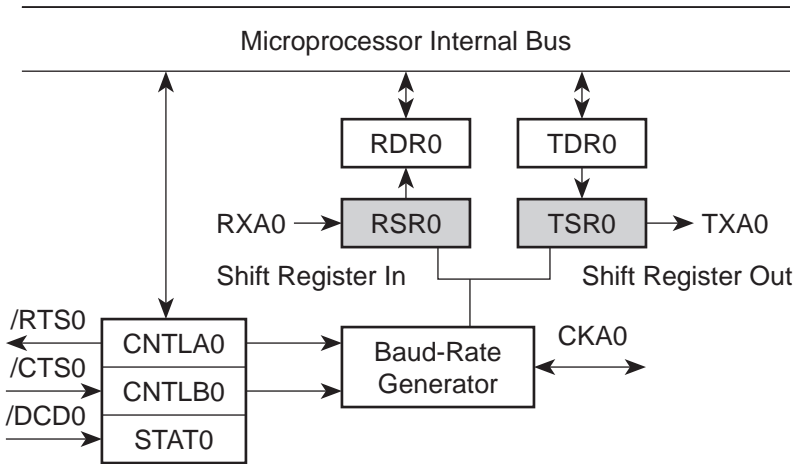 Microprocessor Internal Bus
RDR0
TDR0
RXA0
RSR0
TSR0
TXA0
Shift Register In
Shift Register Out
/RTS0
CNTLA0
/CTS0
CNTLB0
/DCD0
STAT0
Baud-Rate
Generator
CKA0